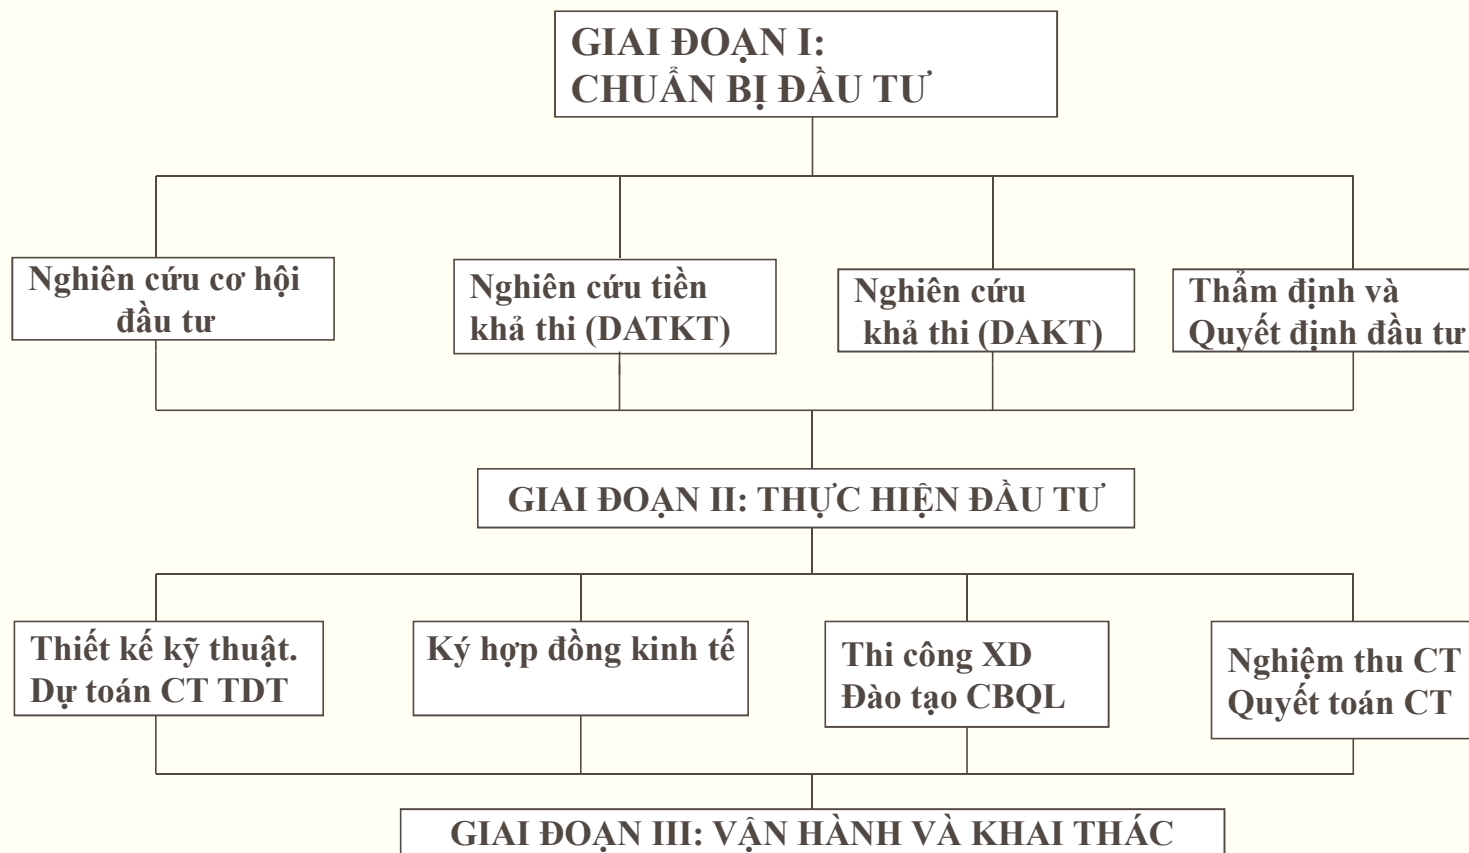 GIAI ĐOẠN I:
CHUẨN BỊ ĐẦU TƯ
Nghiên cứu cơ hội
đầu tư
Nghiên cứu tiền
khả thi (DATKT)
Nghiên cứu
khả thi (DAKT)
Thẩm định và
Quyết định đầu tư
GIAI ĐOẠN II: THỰC HIỆN ĐẦU TƯ
Thiết kế kỹ thuật.
Dự toán CT TDT
Ký hợp đồng kinh tế
Thi công XD
Đào tạo CBQL
Nghiệm thu CT
Quyết toán CT
GIAI ĐOẠN III: VẬN HÀNH VÀ KHAI THÁC